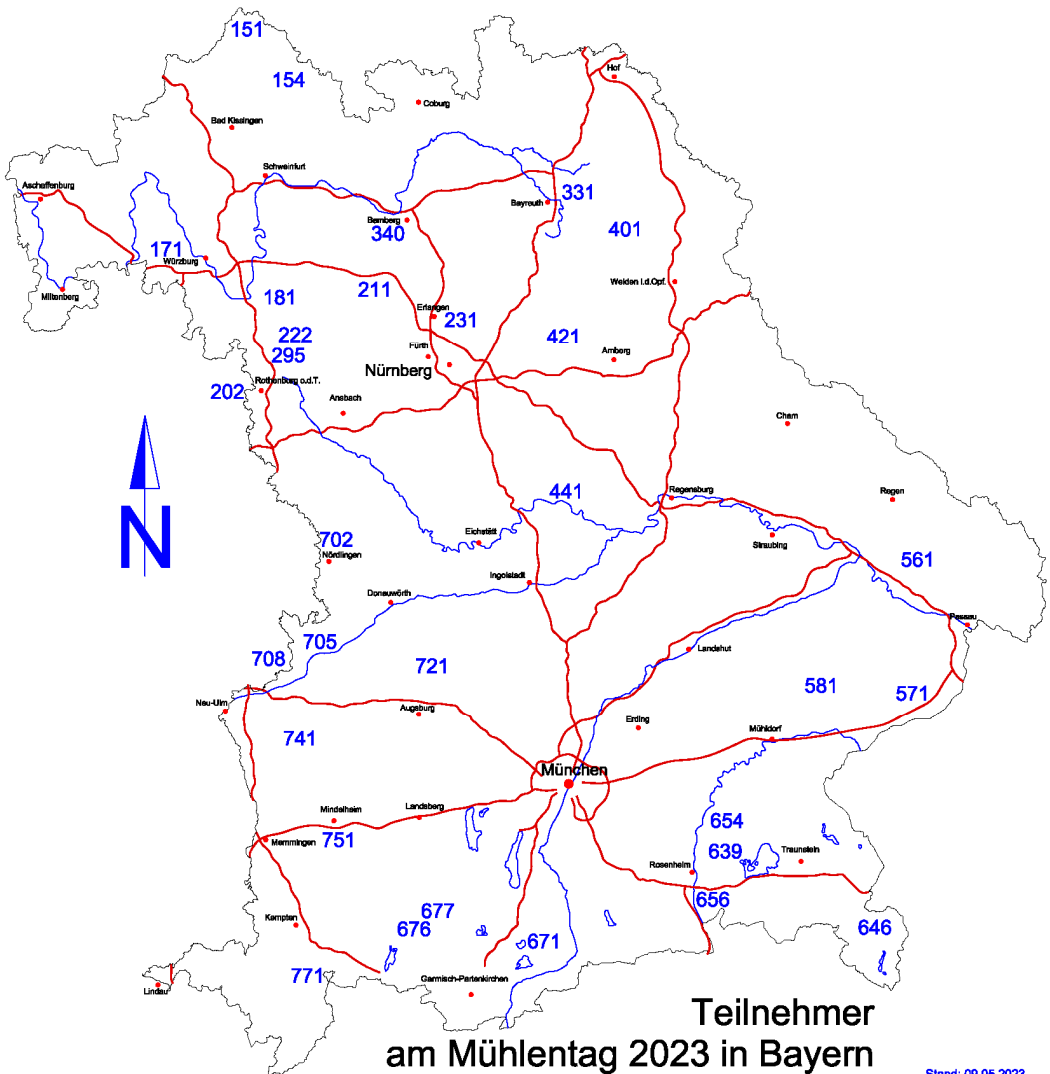 151
154
Hof
Coburg
Bad Kissingen
Schweinfurt
Aschaffenburg
331
Bayreuth
Bamberg
340
401
171
Würzburg
Miltenberg
181
211
Weiden i.d.Opf.
Erlangen
231
222
295
Fürth
421
Amberg
Nürnberg
202
Rothenburg o.d.T.
Ansbach
Cham
N
441
Regensburg
Regen
702
Nördlingen
Eichstätt
Straubing
561
Ingolstadt
Donauwörth
Passau
705
708
721
Landshut
581
571
Neu-Ulm
Augsburg
Erding
Mühldorf
741
München
Mindelheim
Landsberg
654
751
Memmingen
639
Traunstein
Rosenheim
656
677
676
Kempten
671
646
771
Garmisch-Partenkirchen
Lindau
Teilnehmer
am Mühlentag 2023 in Bayern
Stand: 09.05.2023